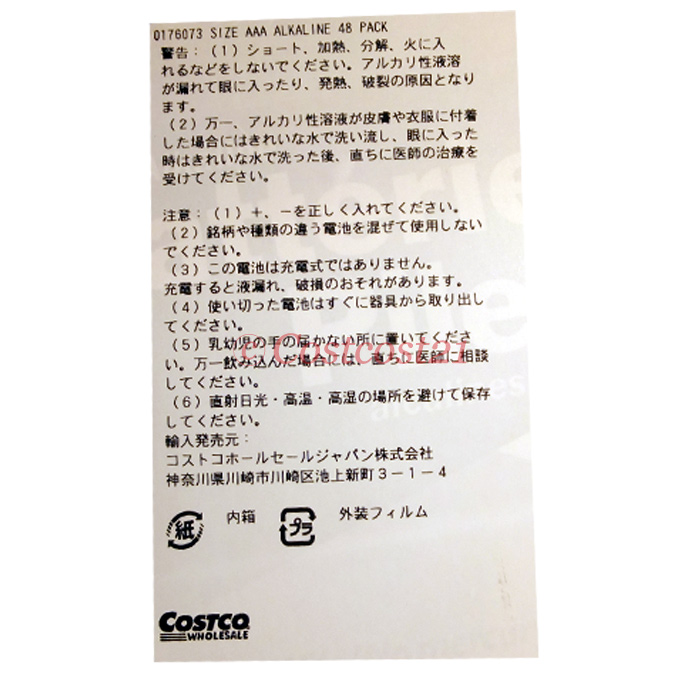 0176073 SIZE AAA ALKALINE 48 PACK
警告：（１）ショート、加熱、分解、火に入
れるなどをしないでください。アルカリ性液溶
が漏れて眼に入ったり、発熱、破裂の原因となり
ます。
（２）万一、アルカリ性溶液が皮膚や衣服に付着
した場合にはきれいな水で洗い流し、眼に入った
時はきれいな水で洗った後、直ちに医師の治療を
受けてください。
注意：（１）＋、－を正しく入れてください。
（２）銘柄や種類の違う電池を混ぜて使用しない
でください。
（３）この電池は充電式ではありません。
充電すると液漏れ、破損のおそれがあります。
（４）使い切った電池はすぐに器具から取り出し
てください。
（５）乳幼児の手の届かない所に置いてくださ
い。万一飲み込んだ場合には、直ちに医師に相談
してください。
（６）直射日光・高温・高湿の場所を避けて保存
してください。
輸入発売元：
コストコホールセールジャパン株式会社
神奈川県川崎市川崎区池上新町３－１－４
紙 内箱 プラ 外装フィルム
COSTCO
WHOLESALE